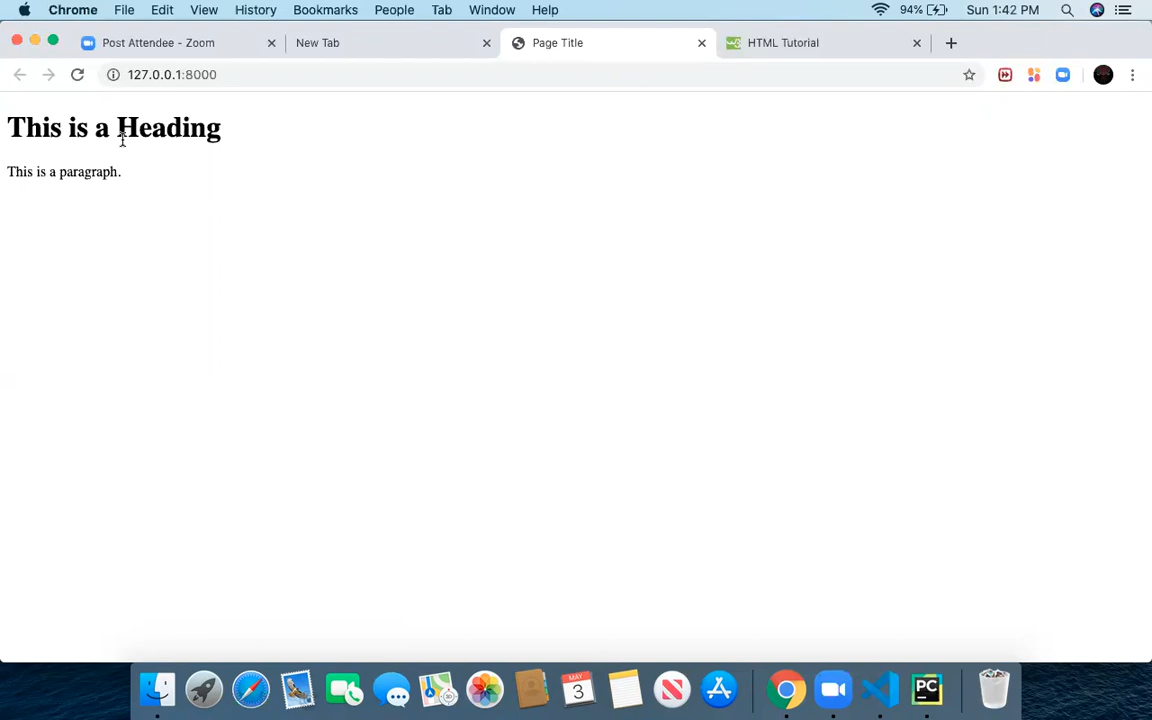 Chrome File Edit View History Bookmarks People Tab Window Help 94% Sun 1:42 PM
Post Attendee - Zoom New Tab Page Title HTML Tutorial
127.0.0.1:8000
This is a Heading
This is a paragraph.
MAY
3
PC